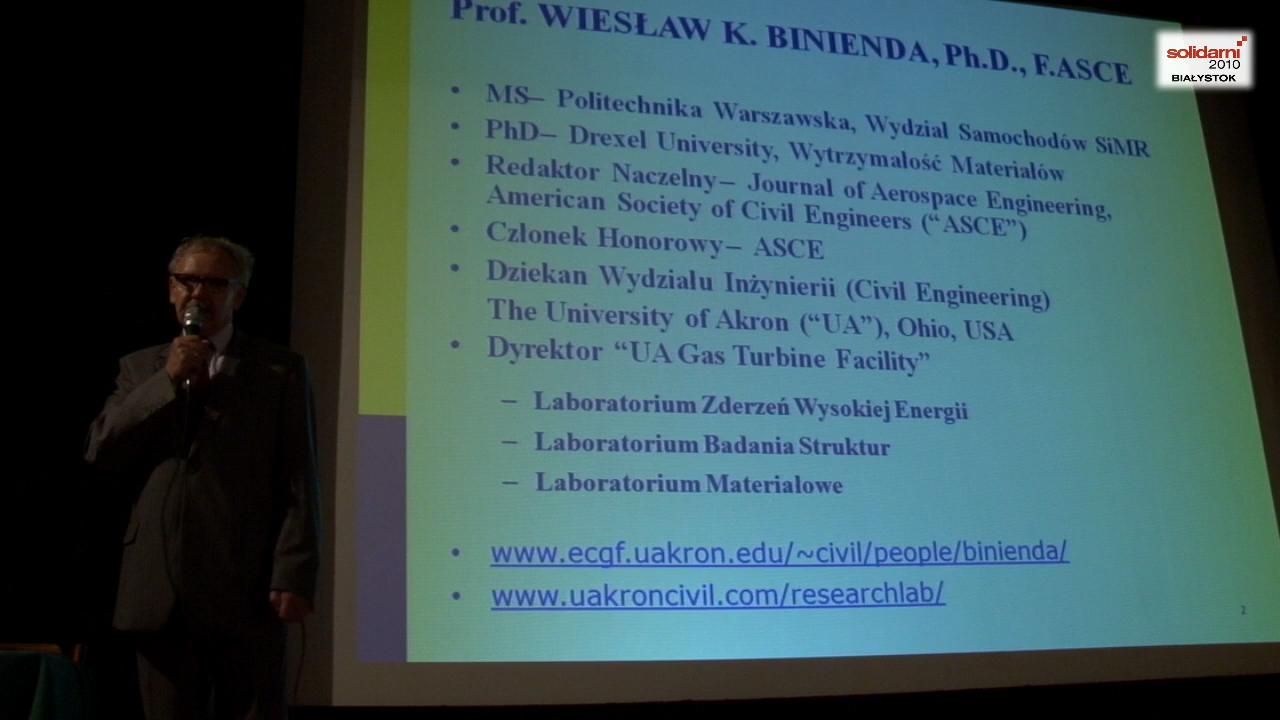 Prof. WIESŁAW K. BINIENDA, Ph.D., F.ASCE
• MS– Politechnika Warszawska, Wydział Samochodów SiMR
• PhD– Drexel University, Wytrzymałość Materiałów
• Redaktor Naczelny– Journal of Aerospace Engineering,
American Society of Civil Engineers (“ASCE”)
• Członek Honorowy– ASCE
• Dziekan Wydziału Inżynierii (Civil Engineering)
The University of Akron (“UA”), Ohio, USA
• Dyrektor “UA Gas Turbine Facility”
– Laboratorium Zderzeń Wysokiej Energii
– Laboratorium Badania Struktur
– Laboratorium Materiałowe
• www.ecgf.uakron.edu/~civil/people/binienda/
• www.uakroncivil.com/researchlab/
2
solidarni
2010
BIAŁYSTOK